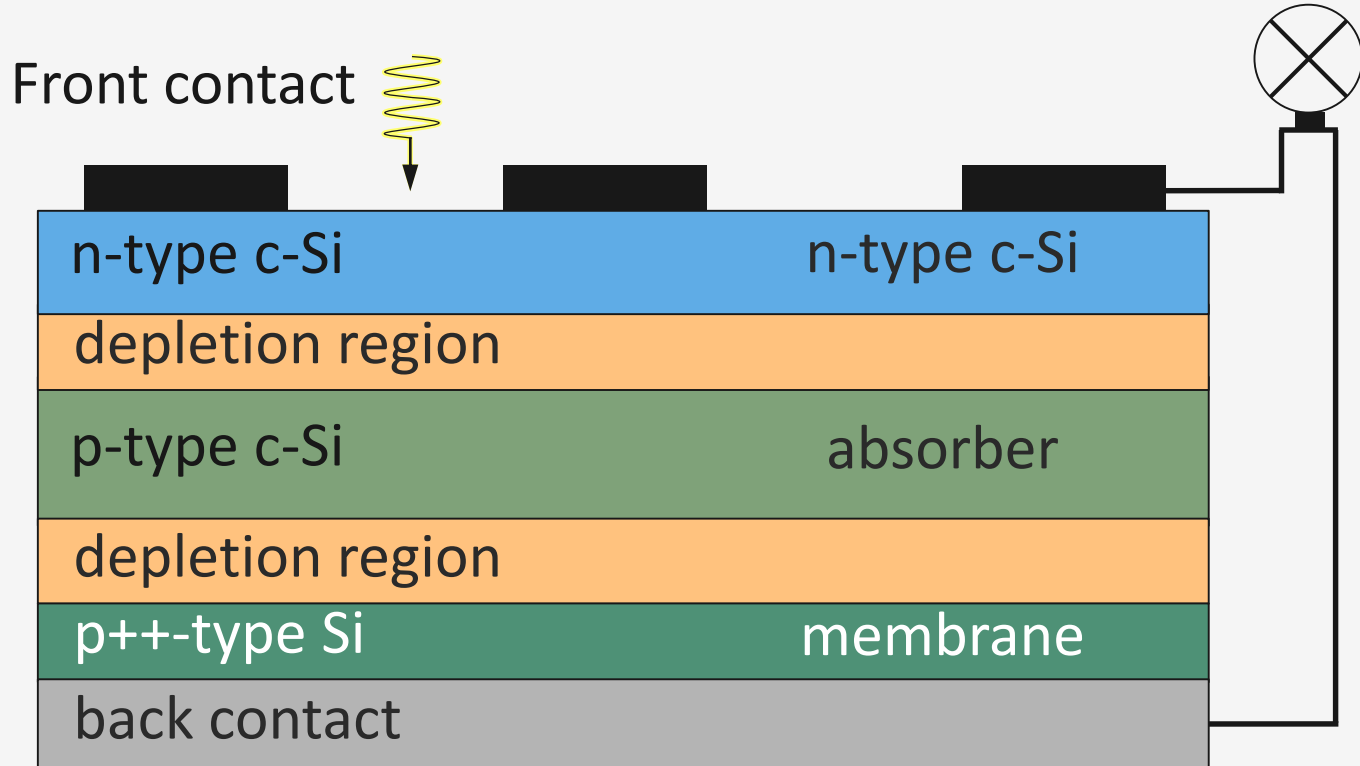 Front contact
n-type c-Si
n-type c-Si
depletion region
p-type c-Si
absorber
depletion region
p++-type Si
membrane
back contact